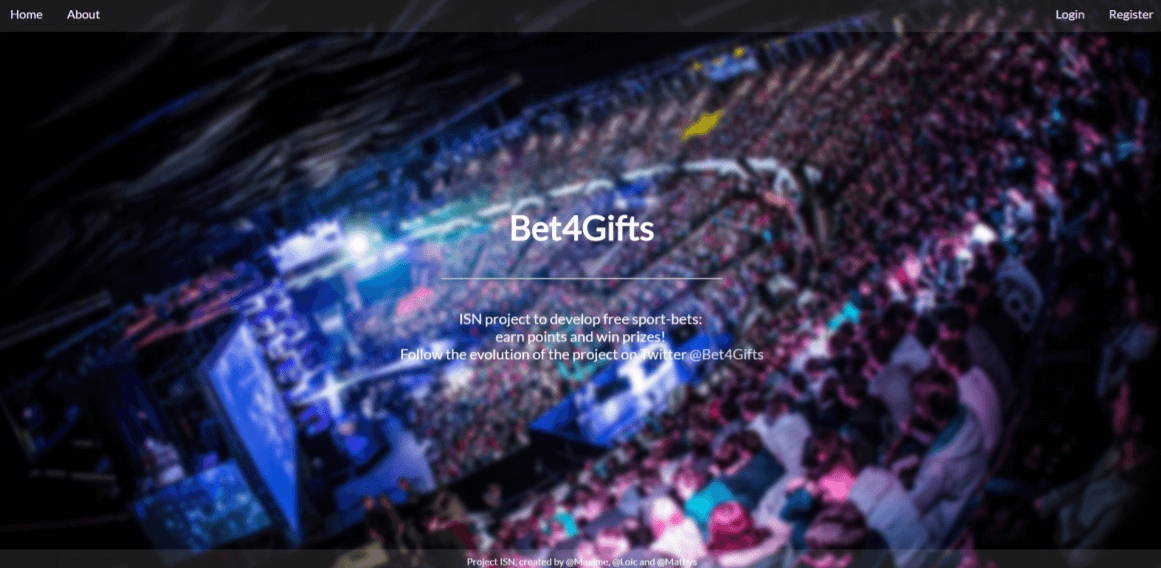 Home About Login Register
Bet4Gifts
ISN project to develop free sport-bets:
earn points and win prizes!
Follow the evolution of the project on Twitter @Bet4Gifts
Project ISN, created by @Maxime, @Loïc and @Mathys